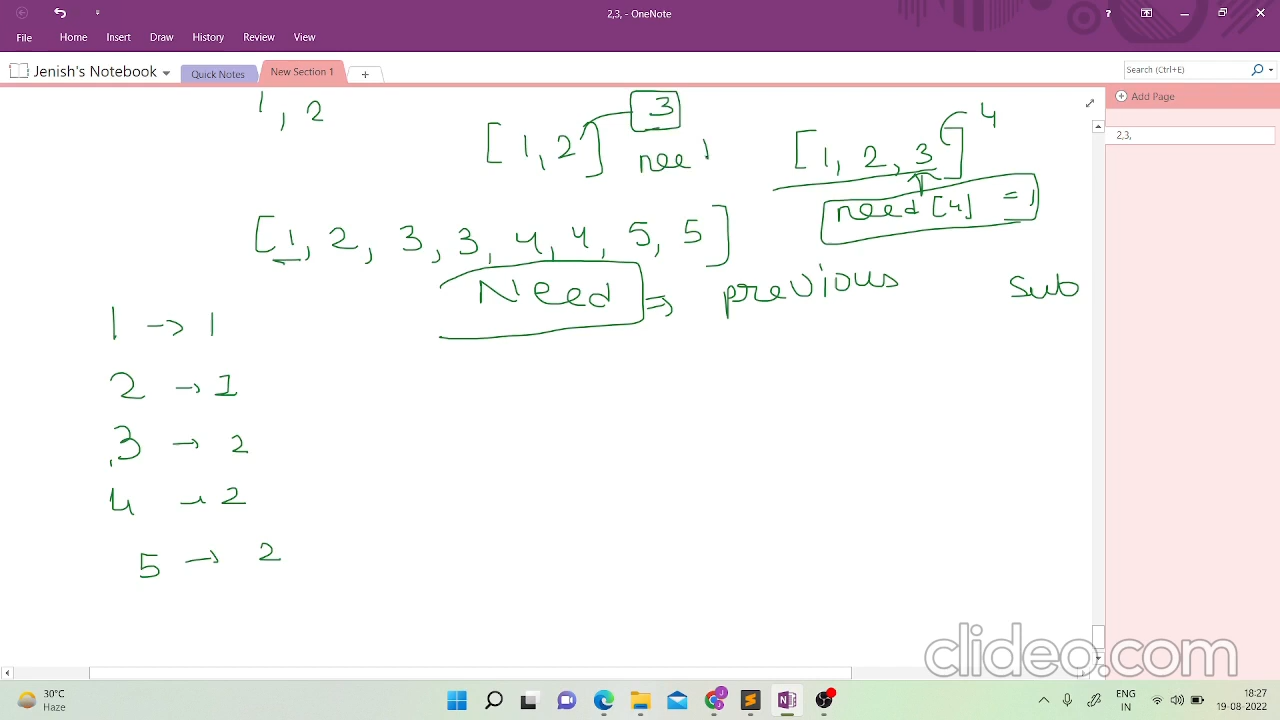 2,3, - OneNote
File Home Insert Draw History Review View
Jenish's Notebook Quick Notes New Section 1 +
Search (Ctrl+E)
Add Page
2,3,
1, 2
[1, 2] 3
[1, 2, 3] 4
need[4] = 1
[1, 2, 3, 3, 4, 4, 5, 5]
Need => previous sub
1 -> 1
2 -> 1
3 -> 2
4 -> 2
5 -> 2
clideo.com
30°C
Haze
ENG
IN
18:27
19-08-2022